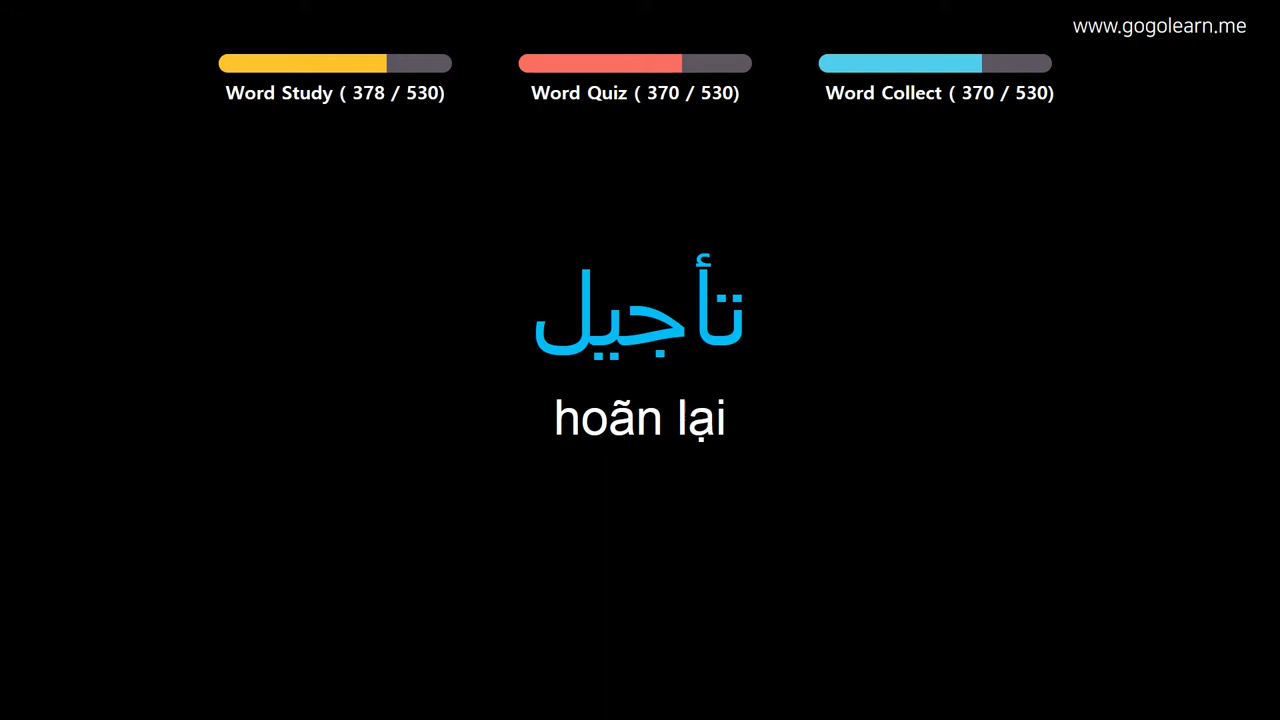 www.gogolearn.me
Word Study ( 378 / 530)
Word Quiz ( 370 / 530)
Word Collect ( 370 / 530)
تأجيل
hoãn lại